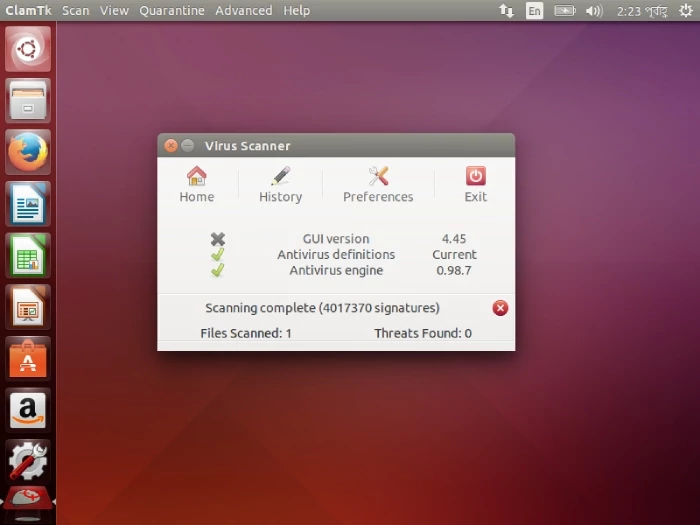 ClamTk Scan View Quarantine Advanced Help En 2:23 পূর্বাহ্ণ
Virus Scanner
Home History Preferences Exit
GUI version 4.45
Antivirus definitions Current
Antivirus engine 0.98.7
Scanning complete (4017370 signatures)
Files Scanned: 1 Threats Found: 0
a